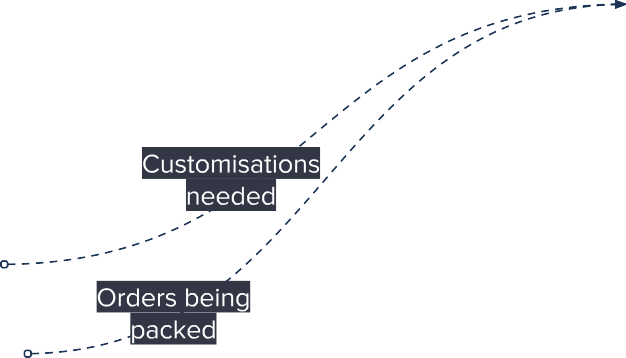 Customisations
needed
Orders being
packed